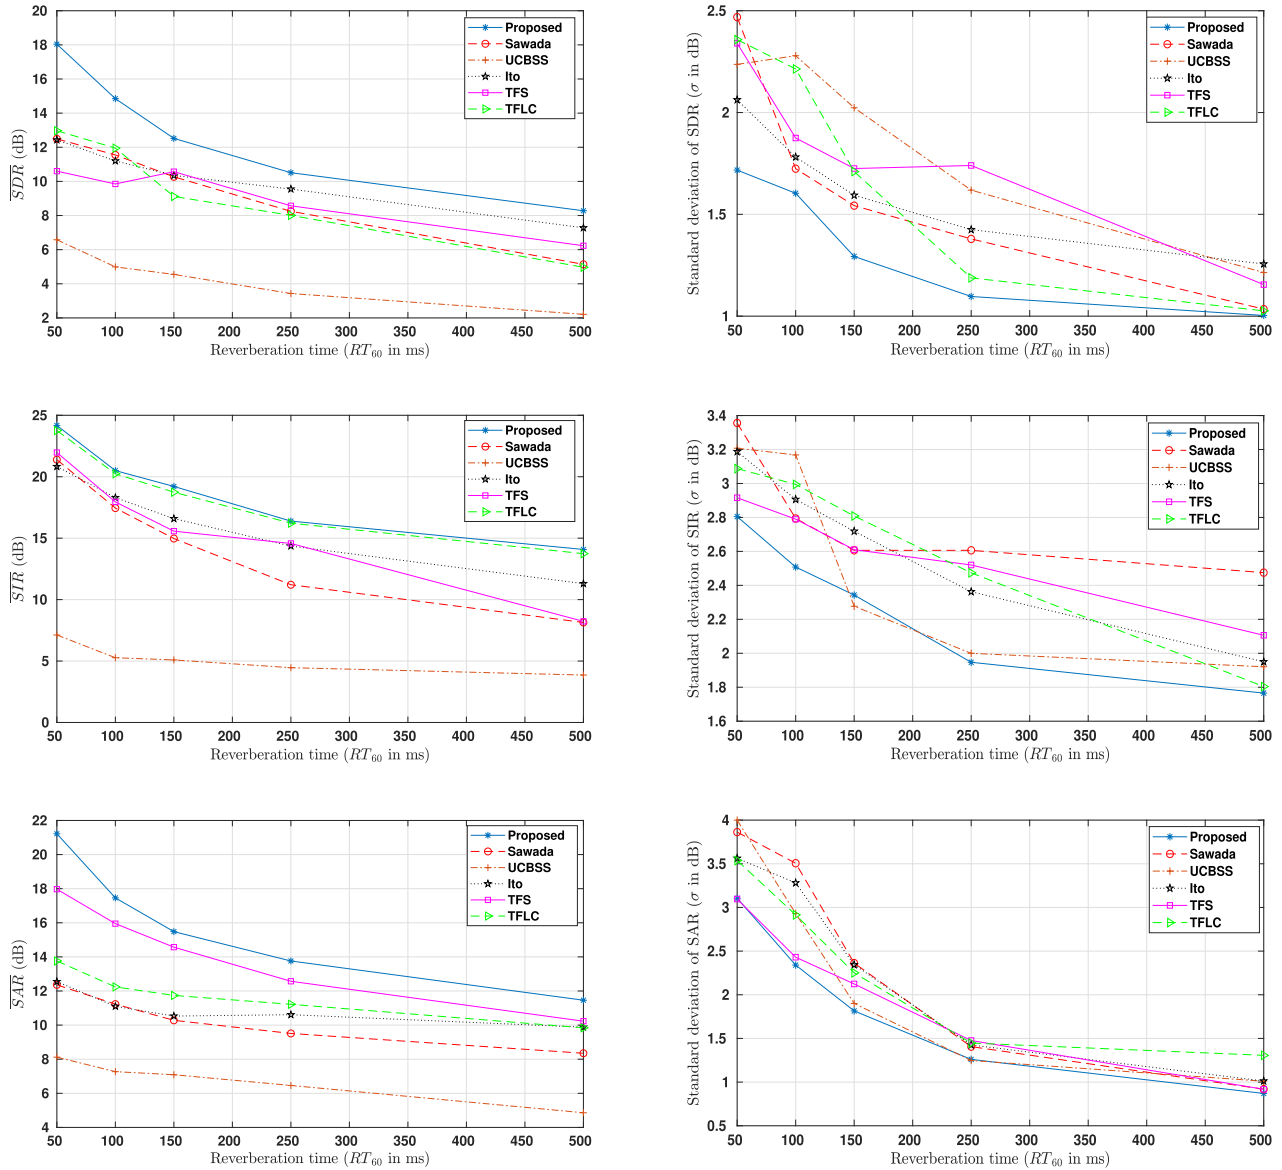 20
18
16
14
12
10
8
6
4
2
50 100 150 200 250 300 350 400 450 500
SDR (dB)
Reverberation time (RT60 in ms)
Proposed
Sawada
UCBSS
Ito
TFS
TFLC
2.5
2
1.5
1
50 100 150 200 250 300 350 400 450 500
Standard deviation of SDR (σ in dB)
Reverberation time (RT60 in ms)
Proposed
Sawada
UCBSS
Ito
TFS
TFLC
25
20
15
10
5
0
50 100 150 200 250 300 350 400 450 500
SIR (dB)
Reverberation time (RT60 in ms)
Proposed
Sawada
UCBSS
Ito
TFS
TFLC
3.4
3.2
3
2.8
2.6
2.4
2.2
2
1.8
1.6
50 100 150 200 250 300 350 400 450 500
Standard deviation of SIR (σ in dB)
Reverberation time (RT60 in ms)
Proposed
Sawada
UCBSS
Ito
TFS
TFLC
22
20
18
16
14
12
10
8
6
4
50 100 150 200 250 300 350 400 450 500
SAR (dB)
Reverberation time (RT60 in ms)
Proposed
Sawada
UCBSS
Ito
TFS
TFLC
4
3.5
3
2.5
2
1.5
1
0.5
50 100 150 200 250 300 350 400 450 500
Standard deviation of SAR (σ in dB)
Reverberation time (RT60 in ms)
Proposed
Sawada
UCBSS
Ito
TFS
TFLC